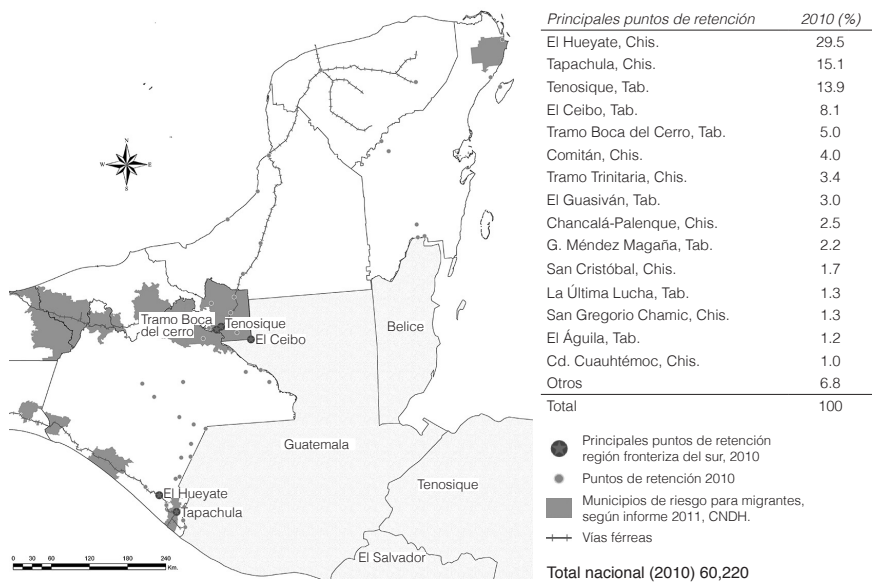 Principales puntos de retención 2010 (%)
El Hueyate, Chis. 29.5
Tapachula, Chis. 15.1
Tenosique, Tab. 13.9
El Ceibo, Tab. 8.1
Tramo Boca del Cerro, Tab. 5.0
Comitán, Chis. 4.0
Tramo Trinitaria, Chis. 3.4
El Guasiván, Tab. 3.0
Chancalá-Palenque, Chis. 2.5
G. Méndez Magaña, Tab. 2.2
San Cristóbal, Chis. 1.7
La Última Lucha, Tab. 1.3
San Gregorio Chamic, Chis. 1.3
El Águila, Tab. 1.2
Cd. Cuauhtémoc, Chis. 1.0
Otros 6.8
Total 100
Principales puntos de retención
región fronteriza del sur, 2010
Puntos de retención 2010
Municipios de riesgo para migrantes,
según informe 2011, CNDH.
Vías férreas
Total nacional (2010) 60,220
N
W E
S
Tramo Boca
del cerro
Tenosique
El Ceibo
Belice
Guatemala
Tenosique
El Hueyate
Tapachula
El Salvador
0 30 60 120 180 240
Km.